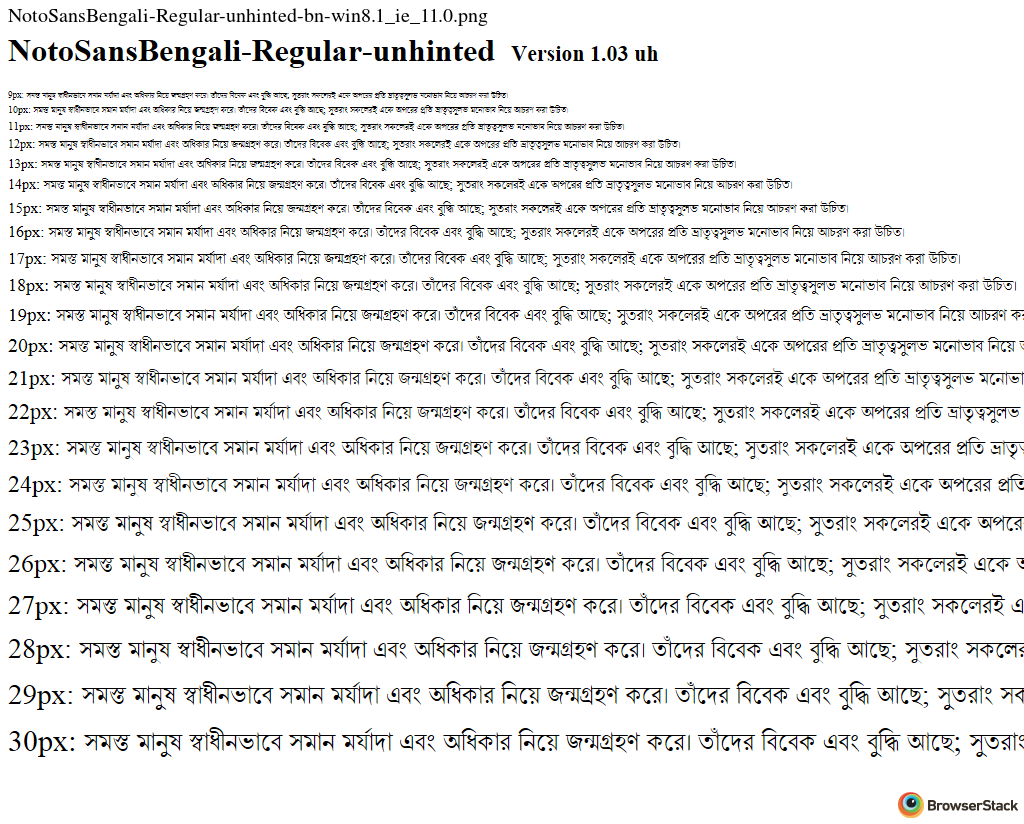 NotoSansBengali-Regular-unhinted-bn-win8.1_ie_11.0.png
NotoSansBengali-Regular-unhinted Version 1.03 uh
9px: সমস্ত মানুষ স্বাধীনভাবে সমান মর্যাদা এবং অধিকার নিয়ে জন্মগ্রহণ করে। তাঁদের বিবেক এবং বুদ্ধি আছে; সুতরাং সকলেরই একে অপরের প্রতি ভ্রাতৃত্বসুলভ মনোভাব নিয়ে আচরণ করা উচিত।
10px: সমস্ত মানুষ স্বাধীনভাবে সমান মর্যাদা এবং অধিকার নিয়ে জন্মগ্রহণ করে। তাঁদের বিবেক এবং বুদ্ধি আছে; সুতরাং সকলেরই একে অপরের প্রতি ভ্রাতৃত্বসুলভ মনোভাব নিয়ে আচরণ করা উচিত।
11px: সমস্ত মানুষ স্বাধীনভাবে সমান মর্যাদা এবং অধিকার নিয়ে জন্মগ্রহণ করে। তাঁদের বিবেক এবং বুদ্ধি আছে; সুতরাং সকলেরই একে অপরের প্রতি ভ্রাতৃত্বসুলভ মনোভাব নিয়ে আচরণ করা উচিত।
12px: সমস্ত মানুষ স্বাধীনভাবে সমান মর্যাদা এবং অধিকার নিয়ে জন্মগ্রহণ করে। তাঁদের বিবেক এবং বুদ্ধি আছে; সুতরাং সকলেরই একে অপরের প্রতি ভ্রাতৃত্বসুলভ মনোভাব নিয়ে আচরণ করা উচিত।
13px: সমস্ত মানুষ স্বাধীনভাবে সমান মর্যাদা এবং অধিকার নিয়ে জন্মগ্রহণ করে। তাঁদের বিবেক এবং বুদ্ধি আছে; সুতরাং সকলেরই একে অপরের প্রতি ভ্রাতৃত্বসুলভ মনোভাব নিয়ে আচরণ করা উচিত।
14px: সমস্ত মানুষ স্বাধীনভাবে সমান মর্যাদা এবং অধিকার নিয়ে জন্মগ্রহণ করে। তাঁদের বিবেক এবং বুদ্ধি আছে; সুতরাং সকলেরই একে অপরের প্রতি ভ্রাতৃত্বসুলভ মনোভাব নিয়ে আচরণ করা উচিত।
15px: সমস্ত মানুষ স্বাধীনভাবে সমান মর্যাদা এবং অধিকার নিয়ে জন্মগ্রহণ করে। তাঁদের বিবেক এবং বুদ্ধি আছে; সুতরাং সকলেরই একে অপরের প্রতি ভ্রাতৃত্বসুলভ মনোভাব নিয়ে আচরণ করা উচিত।
16px: সমস্ত মানুষ স্বাধীনভাবে সমান মর্যাদা এবং অধিকার নিয়ে জন্মগ্রহণ করে। তাঁদের বিবেক এবং বুদ্ধি আছে; সুতরাং সকলেরই একে অপরের প্রতি ভ্রাতৃত্বসুলভ মনোভাব নিয়ে আচরণ করা উচিত।
17px: সমস্ত মানুষ স্বাধীনভাবে সমান মর্যাদা এবং অধিকার নিয়ে জন্মগ্রহণ করে। তাঁদের বিবেক এবং বুদ্ধি আছে; সুতরাং সকলেরই একে অপরের প্রতি ভ্রাতৃত্বসুলভ মনোভাব নিয়ে আচরণ করা উচিত।
18px: সমস্ত মানুষ স্বাধীনভাবে সমান মর্যাদা এবং অধিকার নিয়ে জন্মগ্রহণ করে। তাঁদের বিবেক এবং বুদ্ধি আছে; সুতরাং সকলেরই একে অপরের প্রতি ভ্রাতৃত্বসুলভ মনোভাব নিয়ে আচরণ করা উচিত।
19px: সমস্ত মানুষ স্বাধীনভাবে সমান মর্যাদা এবং অধিকার নিয়ে জন্মগ্রহণ করে। তাঁদের বিবেক এবং বুদ্ধি আছে; সুতরাং সকলেরই একে অপরের প্রতি ভ্রাতৃত্বসুলভ মনোভাব নিয়ে আচরণ
20px: সমস্ত মানুষ স্বাধীনভাবে সমান মর্যাদা এবং অধিকার নিয়ে জন্মগ্রহণ করে। তাঁদের বিবেক এবং বুদ্ধি আছে; সুতরাং সকলেরই একে অপরের প্রতি ভ্রাতৃত্বসুলভ মনোভাব নিয়ে
21px: সমস্ত মানুষ স্বাধীনভাবে সমান মর্যাদা এবং অধিকার নিয়ে জন্মগ্রহণ করে। তাঁদের বিবেক এবং বুদ্ধি আছে; সুতরাং সকলেরই একে অপরের প্রতি ভ্রাতৃত্বসুলভ মনোভা
22px: সমস্ত মানুষ স্বাধীনভাবে সমান মর্যাদা এবং অধিকার নিয়ে জন্মগ্রহণ করে। তাঁদের বিবেক এবং বুদ্ধি আছে; সুতরাং সকলেরই একে অপরের প্রতি ভ্রাতৃত্বসুলভ
23px: সমস্ত মানুষ স্বাধীনভাবে সমান মর্যাদা এবং অধিকার নিয়ে জন্মগ্রহণ করে। তাঁদের বিবেক এবং বুদ্ধি আছে; সুতরাং সকলেরই একে অপরের প্রতি
24px: সমস্ত মানুষ স্বাধীনভাবে সমান মর্যাদা এবং অধিকার নিয়ে জন্মগ্রহণ করে। তাঁদের বিবেক এবং বুদ্ধি আছে; সুতরাং সকলেরই একে অপরের প্রতি
25px: সমস্ত মানুষ স্বাধীনভাবে সমান মর্যাদা এবং অধিকার নিয়ে জন্মগ্রহণ করে। তাঁদের বিবেক এবং বুদ্ধি আছে; সুতরাং সকলেরই একে অপরে
26px: সমস্ত মানুষ স্বাধীনভাবে সমান মর্যাদা এবং অধিকার নিয়ে জন্মগ্রহণ করে। তাঁদের বিবেক এবং বুদ্ধি আছে; সুতরাং সকলেরই একে
27px: সমস্ত মানুষ স্বাধীনভাবে সমান মর্যাদা এবং অধিকার নিয়ে জন্মগ্রহণ করে। তাঁদের বিবেক এবং বুদ্ধি আছে; সুতরাং সকলেরই এ
28px: সমস্ত মানুষ স্বাধীনভাবে সমান মর্যাদা এবং অধিকার নিয়ে জন্মগ্রহণ করে। তাঁদের বিবেক এবং বুদ্ধি আছে; সুতরাং সকলের
29px: সমস্ত মানুষ স্বাধীনভাবে সমান মর্যাদা এবং অধিকার নিয়ে জন্মগ্রহণ করে। তাঁদের বিবেক এবং বুদ্ধি আছে; সুতরাং সক
30px: সমস্ত মানুষ স্বাধীনভাবে সমান মর্যাদা এবং অধিকার নিয়ে জন্মগ্রহণ করে। তাঁদের বিবেক এবং বুদ্ধি আছে; সুতরাং
BrowserStack